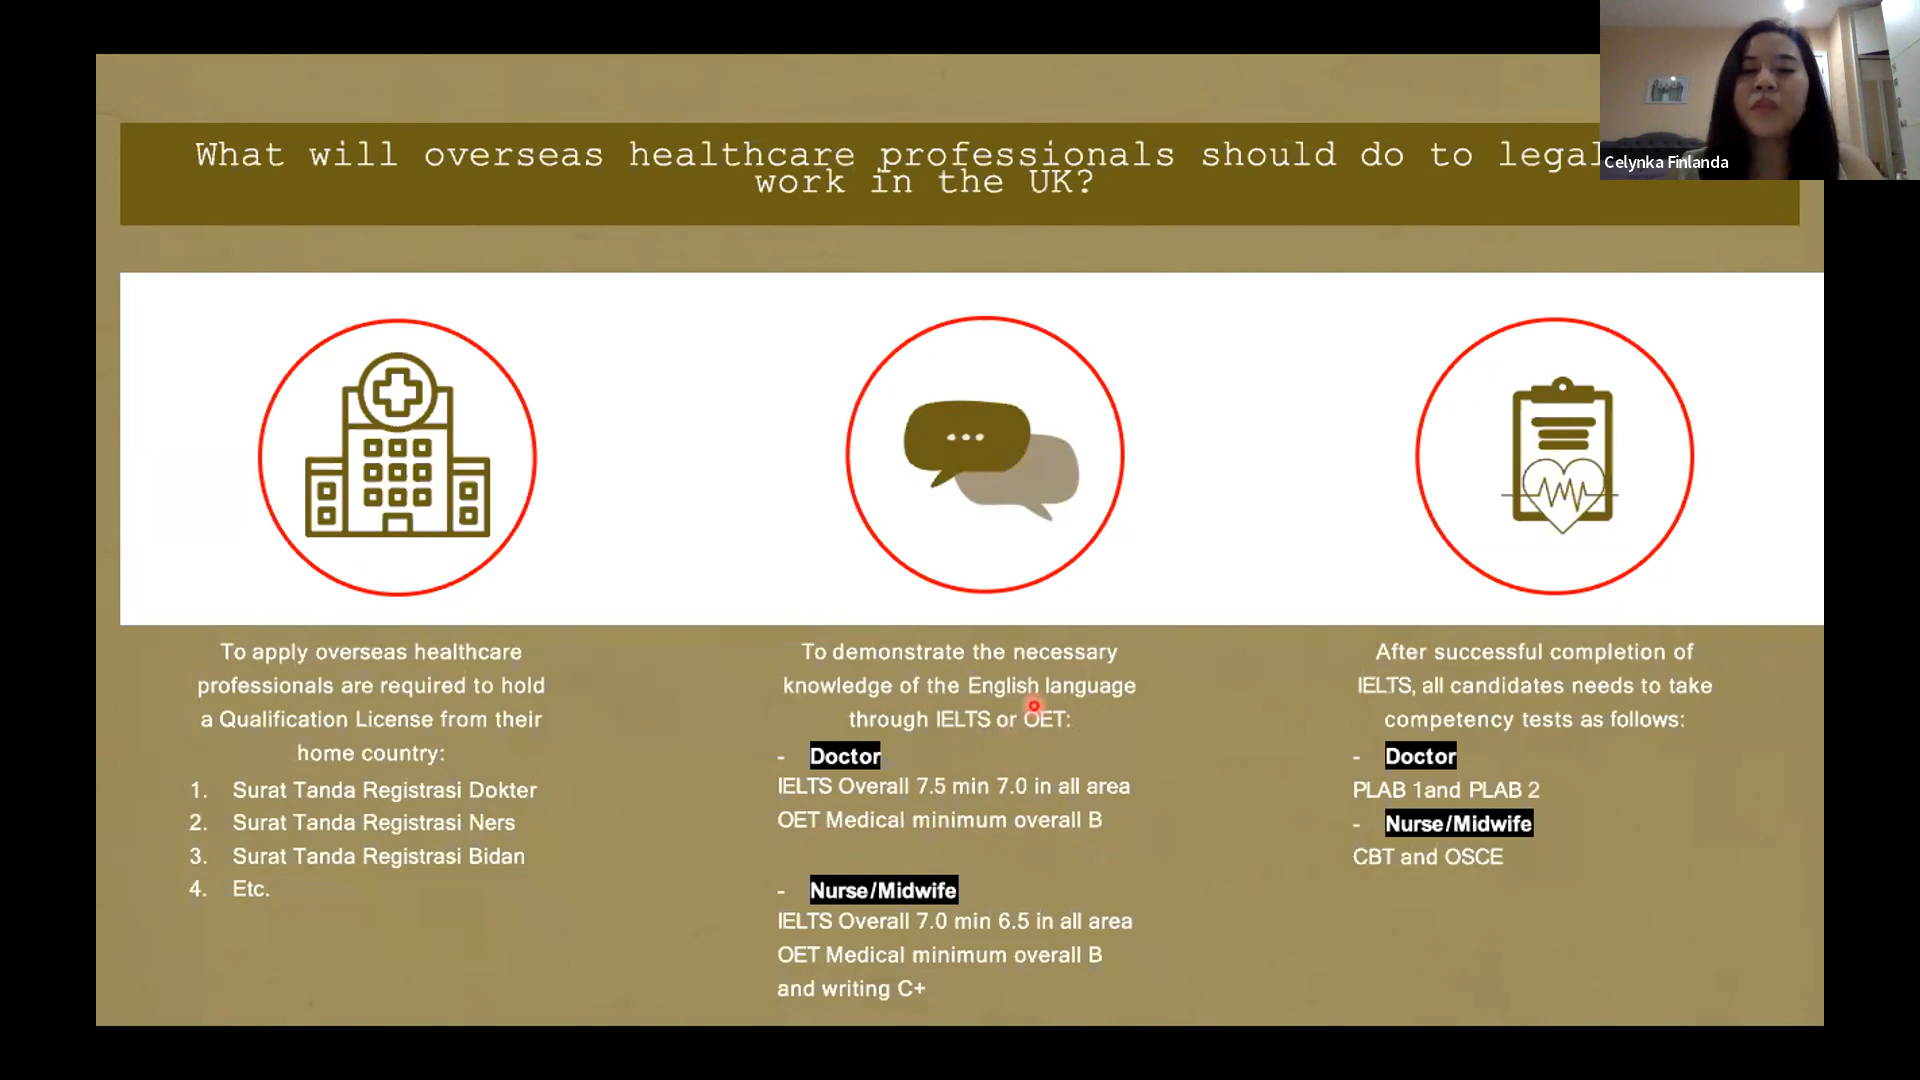 What will overseas healthcare professionals should do to legal
work in the UK?
Celynka Finlanda
To apply overseas healthcare
professionals are required to hold
a Qualification License from their
home country:
1. Surat Tanda Registrasi Dokter
2. Surat Tanda Registrasi Ners
3. Surat Tanda Registrasi Bidan
4. Etc.
To demonstrate the necessary
knowledge of the English language
through IELTS or OET:
- Doctor
IELTS Overall 7.5 min 7.0 in all area
OET Medical minimum overall B
- Nurse/Midwife
IELTS Overall 7.0 min 6.5 in all area
OET Medical minimum overall B
and writing C+
After successful completion of
IELTS, all candidates needs to take
competency tests as follows:
- Doctor
PLAB 1and PLAB 2
- Nurse/Midwife
CBT and OSCE